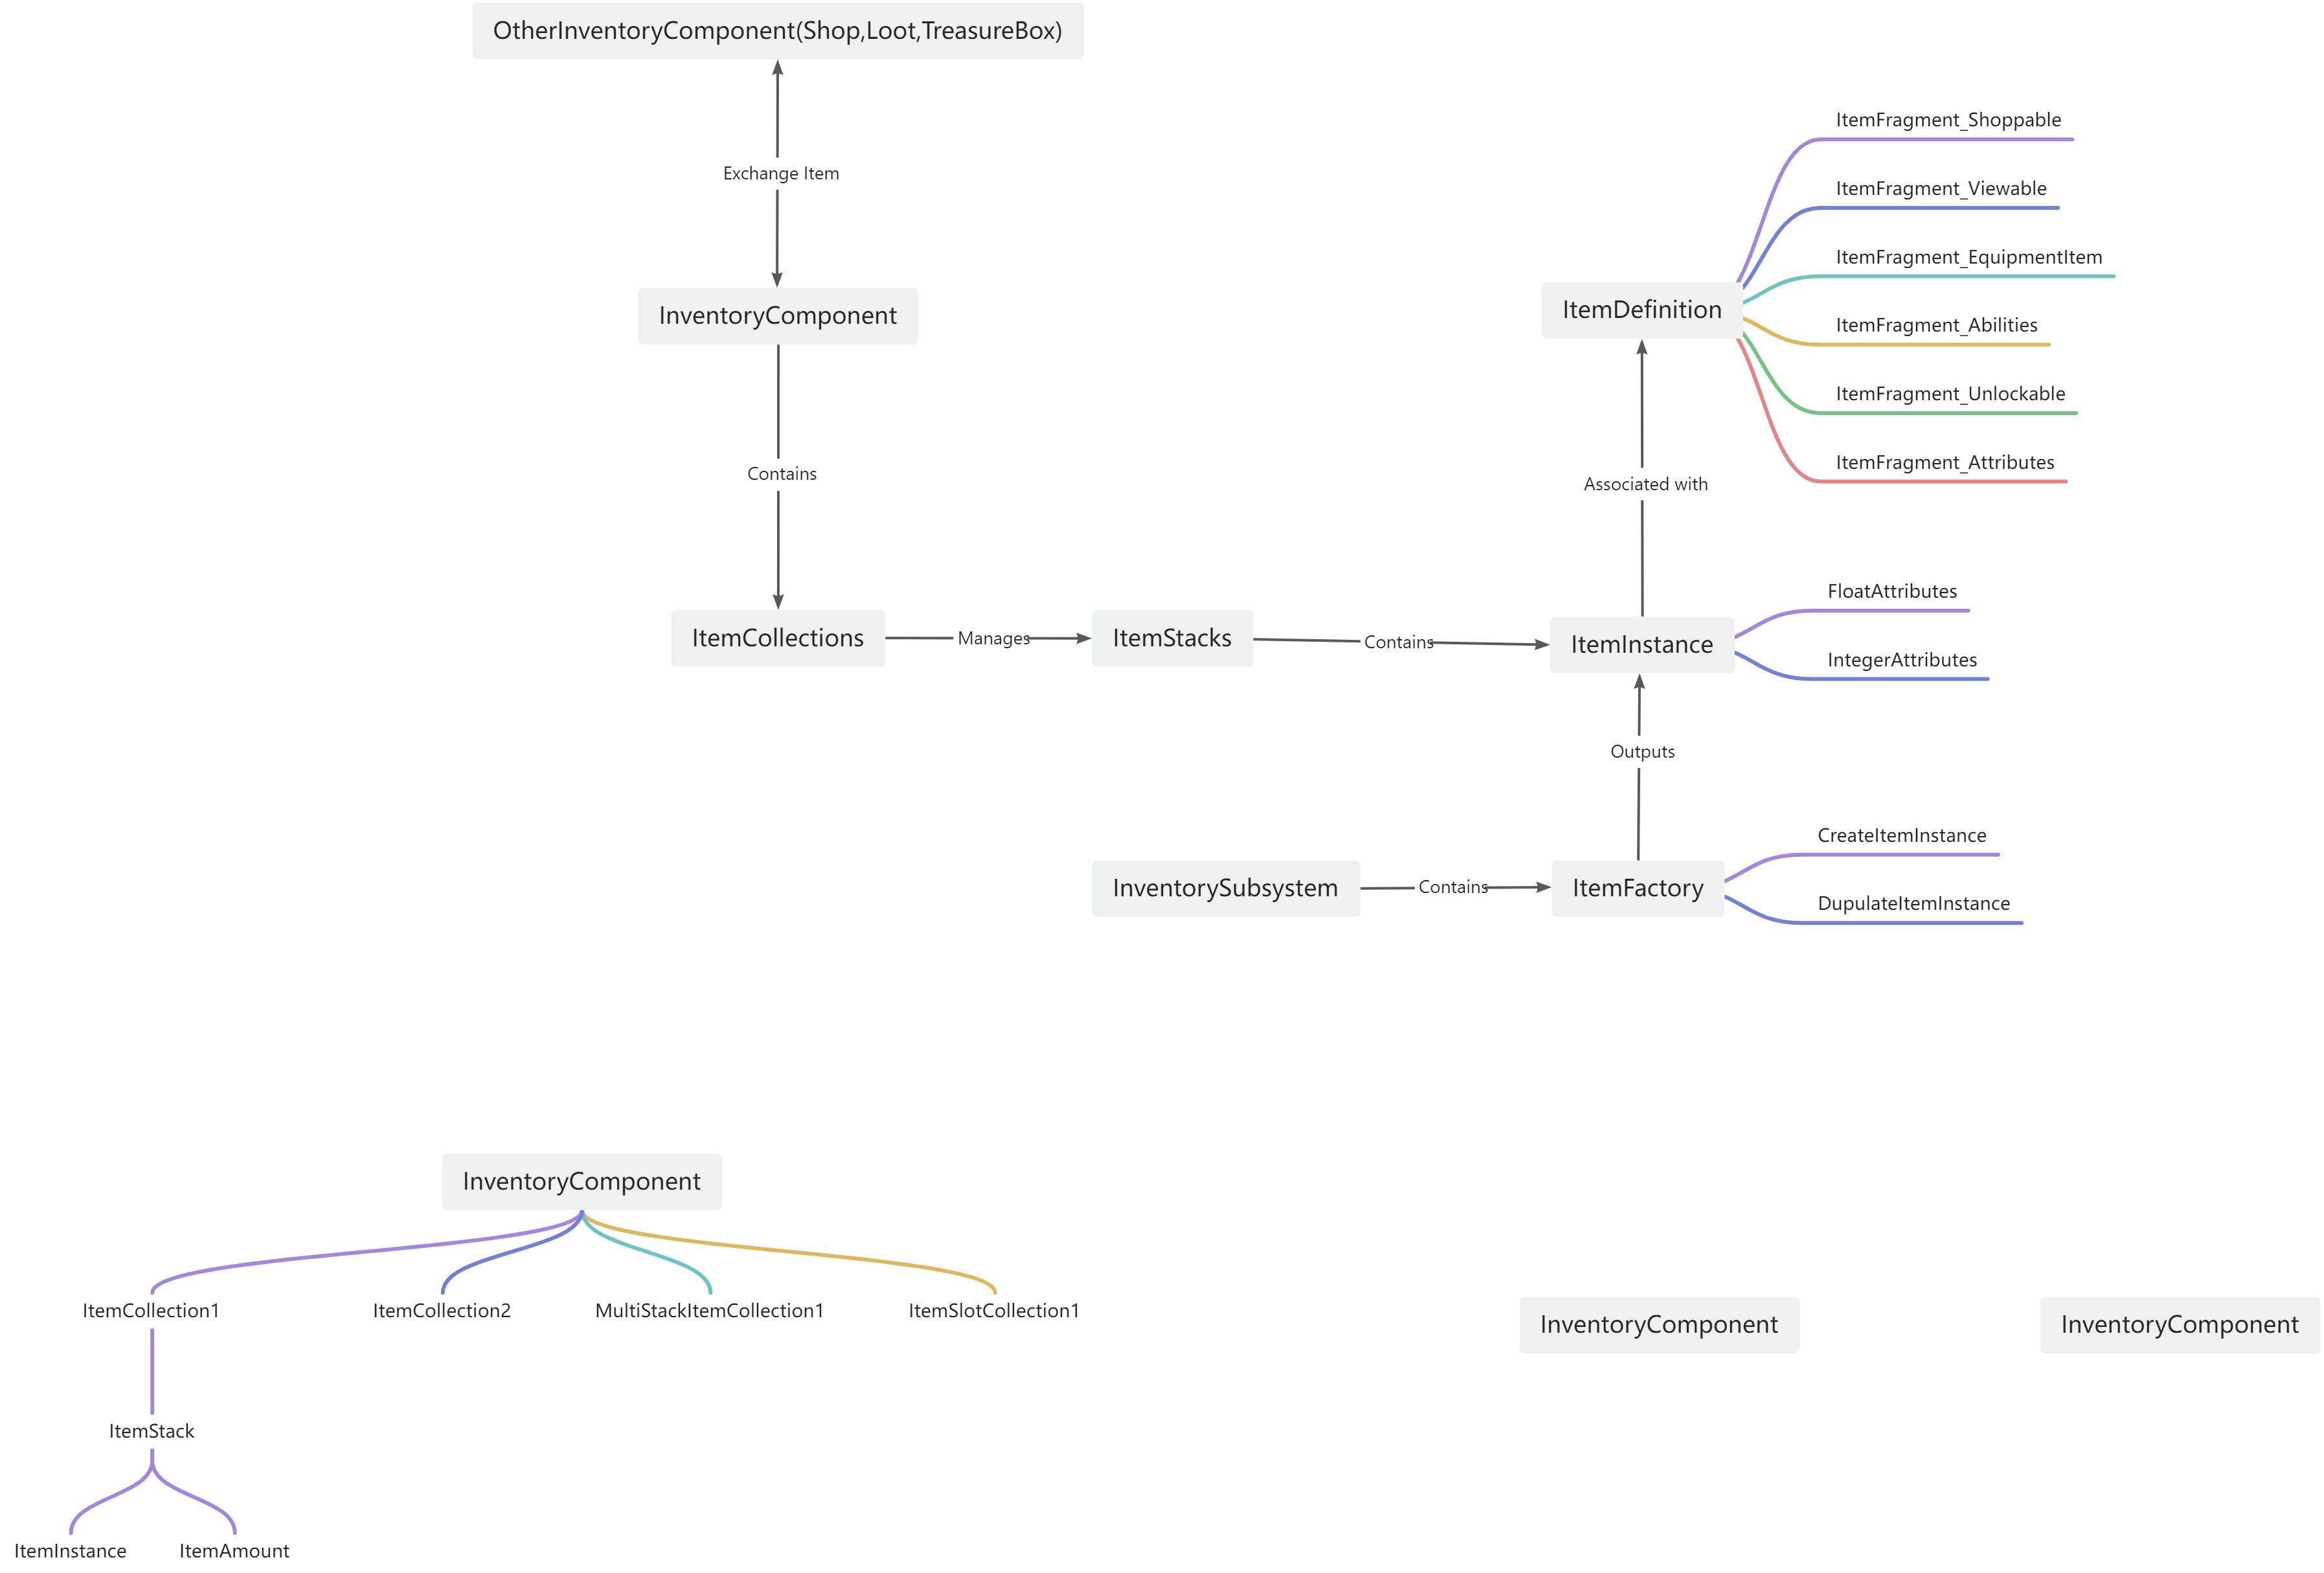 OtherInventoryComponent(Shop,Loot,TreasureBox)
Exchange Item
InventoryComponent
Contains
ItemCollections
Manages
ItemStacks
Contains
ItemInstance
FloatAttributes
IntegerAttributes
Associated with
ItemDefinition
ItemFragment_Shoppable
ItemFragment_Viewable
ItemFragment_EquipmentItem
ItemFragment_Abilities
ItemFragment_Unlockable
ItemFragment_Attributes
Outputs
InventorySubsystem
Contains
ItemFactory
CreateItemInstance
DupulateItemInstance
InventoryComponent
ItemCollection1
ItemCollection2
MultiStackItemCollection1
ItemSlotCollection1
ItemStack
ItemInstance
ItemAmount
InventoryComponent
InventoryComponent